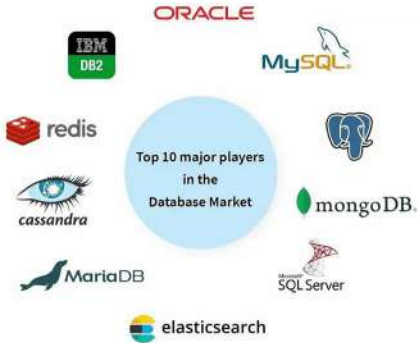 ORACLE
IBM
DB2
MySQL®
redis
Top 10 major players
in the
Database Market
cassandra
mongoDB.
MariaDB
Microsoft
SQL Server
elasticsearch